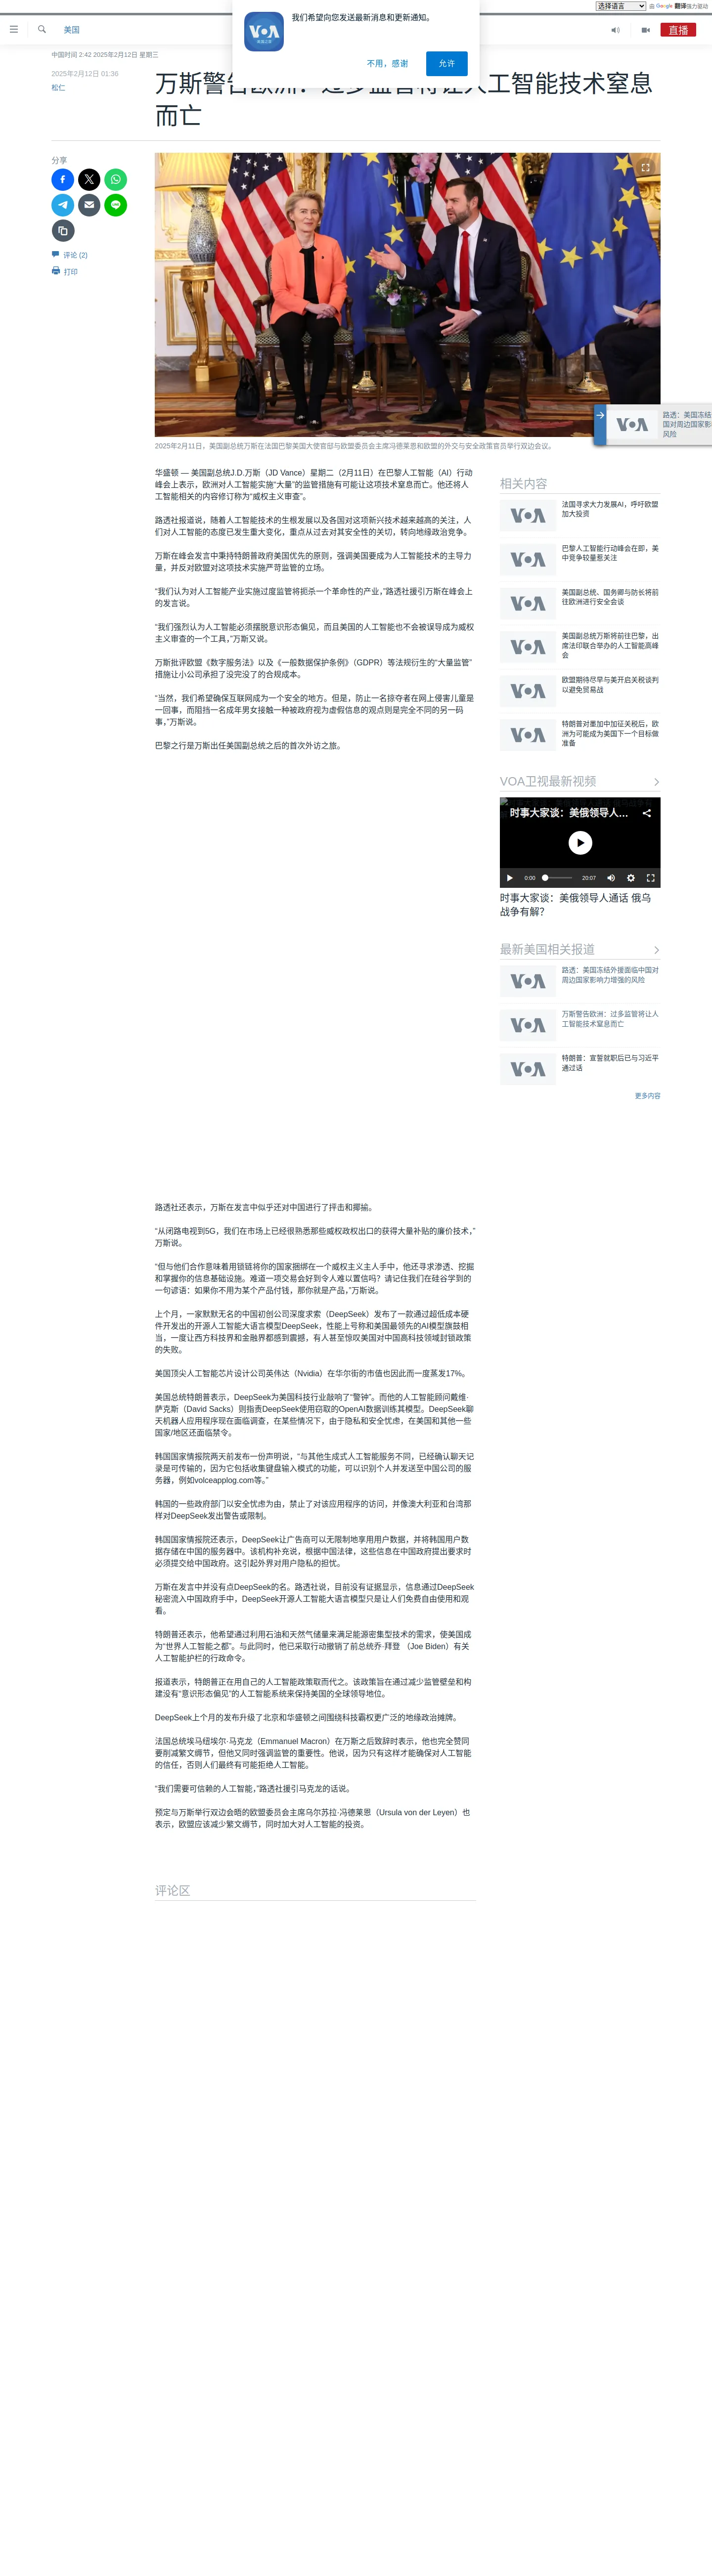 选择语言
由 Google 翻译强力驱动
我们希望向您发送最新消息和更新通知。
不用，感谢
允许
美国
直播
中国时间 2:42 2025年2月12日 星期三
2025年2月12日 01:36
松仁
万斯警告欧洲：过多监管将让人工智能技术窒息
而亡
分享
评论 (2)
打印
2025年2月11日，美国副总统万斯在法国巴黎美国大使官邸与欧盟委员会主席冯德莱恩和欧盟的外交与安全政策官员举行双边会议。
路透：美国冻结
国对周边国家影
风险
华盛顿 — 美国副总统J.D.万斯（JD Vance）星期二（2月11日）在巴黎人工智能（AI）行动
峰会上表示，欧洲对人工智能实施“大量”的监管措施有可能让这项技术窒息而亡。他还将人
工智能相关的内容修订称为“威权主义审查”。
路透社报道说，随着人工智能技术的生根发展以及各国对这项新兴技术越来越高的关注，人
们对人工智能的态度已发生重大变化，重点从过去对其安全性的关切，转向地缘政治竞争。
万斯在峰会发言中秉持特朗普政府美国优先的原则，强调美国要成为人工智能技术的主导力
量，并反对欧盟对这项技术实施严苛监管的立场。
“我们认为对人工智能产业实施过度监管将扼杀一个革命性的产业，”路透社援引万斯在峰会上
的发言说。
“我们强烈认为人工智能必须摆脱意识形态偏见，而且美国的人工智能也不会被误导成为威权
主义审查的一个工具，”万斯又说。
万斯批评欧盟《数字服务法》以及《一般数据保护条例》（GDPR）等法规衍生的“大量监管”
措施让小公司承担了没完没了的合规成本。
“当然，我们希望确保互联网成为一个安全的地方。但是，防止一名掠夺者在网上侵害儿童是
一回事，而阻挡一名成年男女接触一种被政府视为虚假信息的观点则是完全不同的另一码
事，”万斯说。
巴黎之行是万斯出任美国副总统之后的首次外访之旅。
相关内容
法国寻求大力发展AI，呼吁欧盟
加大投资
巴黎人工智能行动峰会在即，美
中竞争较量惹关注
美国副总统、国务卿与防长将前
往欧洲进行安全会谈
美国副总统万斯将前往巴黎，出
席法印联合举办的人工智能高峰
会
欧盟期待尽早与美开启关税谈判
以避免贸易战
特朗普对墨加中加征关税后，欧
洲为可能成为美国下一个目标做
准备
VOA卫视最新视频
时事大家谈：美俄领导人...
0:00
20:07
时事大家谈：美俄领导人通话 俄乌
战争有解？
最新美国相关报道
路透：美国冻结外援面临中国对
周边国家影响力增强的风险
万斯警告欧洲：过多监管将让人
工智能技术窒息而亡
特朗普：宣誓就职后已与习近平
通过话
更多内容
路透社还表示，万斯在发言中似乎还对中国进行了抨击和揶揄。
“从闭路电视到5G，我们在市场上已经很熟悉那些威权政权出口的获得大量补贴的廉价技术，”
万斯说。
“但与他们合作意味着用锁链将你的国家捆绑在一个威权主义主人手中，他还寻求渗透、挖掘
和掌握你的信息基础设施。难道一项交易会好到令人难以置信吗？请记住我们在硅谷学到的
一句谚语：如果你不用为某个产品付钱，那你就是产品，”万斯说。
上个月，一家默默无名的中国初创公司深度求索（DeepSeek）发布了一款通过超低成本硬
件开发出的开源人工智能大语言模型DeepSeek，性能上号称和美国最领先的AI模型旗鼓相
当，一度让西方科技界和金融界都感到震撼，有人甚至惊叹美国对中国高科技领域封锁政策
的失败。
美国顶尖人工智能芯片设计公司英伟达（Nvidia）在华尔街的市值也因此而一度蒸发17%。
美国总统特朗普表示，DeepSeek为美国科技行业敲响了“警钟”。而他的人工智能顾问戴维·
萨克斯（David Sacks）则指责DeepSeek使用窃取的OpenAI数据训练其模型。DeepSeek聊
天机器人应用程序现在面临调查，在某些情况下，由于隐私和安全忧虑，在美国和其他一些
国家/地区还面临禁令。
韩国国家情报院两天前发布一份声明说，“与其他生成式人工智能服务不同，已经确认聊天记
录是可传输的，因为它包括收集键盘输入模式的功能，可以识别个人并发送至中国公司的服
务器，例如volceapplog.com等。”
韩国的一些政府部门以安全忧虑为由，禁止了对该应用程序的访问，并像澳大利亚和台湾那
样对DeepSeek发出警告或限制。
韩国国家情报院还表示，DeepSeek让广告商可以无限制地享用用户数据，并将韩国用户数
据存储在中国的服务器中。该机构补充说，根据中国法律，这些信息在中国政府提出要求时
必须提交给中国政府。这引起外界对用户隐私的担忧。
万斯在发言中并没有点DeepSeek的名。路透社说，目前没有证据显示，信息通过DeepSeek
秘密流入中国政府手中，DeepSeek开源人工智能大语言模型只是让人们免费自由使用和观
看。
特朗普还表示，他希望通过利用石油和天然气储量来满足能源密集型技术的需求，使美国成
为“世界人工智能之都”。与此同时，他已采取行动撤销了前总统乔·拜登 （Joe Biden）有关
人工智能护栏的行政命令。
报道表示，特朗普正在用自己的人工智能政策取而代之。该政策旨在通过减少监管壁垒和构
建没有“意识形态偏见”的人工智能系统来保持美国的全球领导地位。
DeepSeek上个月的发布升级了北京和华盛顿之间围绕科技霸权更广泛的地缘政治摊牌。
法国总统埃马纽埃尔·马克龙（Emmanuel Macron）在万斯之后致辞时表示，他也完全赞同
要削减繁文缛节，但他又同时强调监管的重要性。他说，因为只有这样才能确保对人工智能
的信任，否则人们最终有可能拒绝人工智能。
“我们需要可信赖的人工智能，”路透社援引马克龙的话说。
预定与万斯举行双边会晤的欧盟委员会主席乌尔苏拉·冯德莱恩（Ursula von der Leyen）也
表示，欧盟应该减少繁文缛节，同时加大对人工智能的投资。
评论区